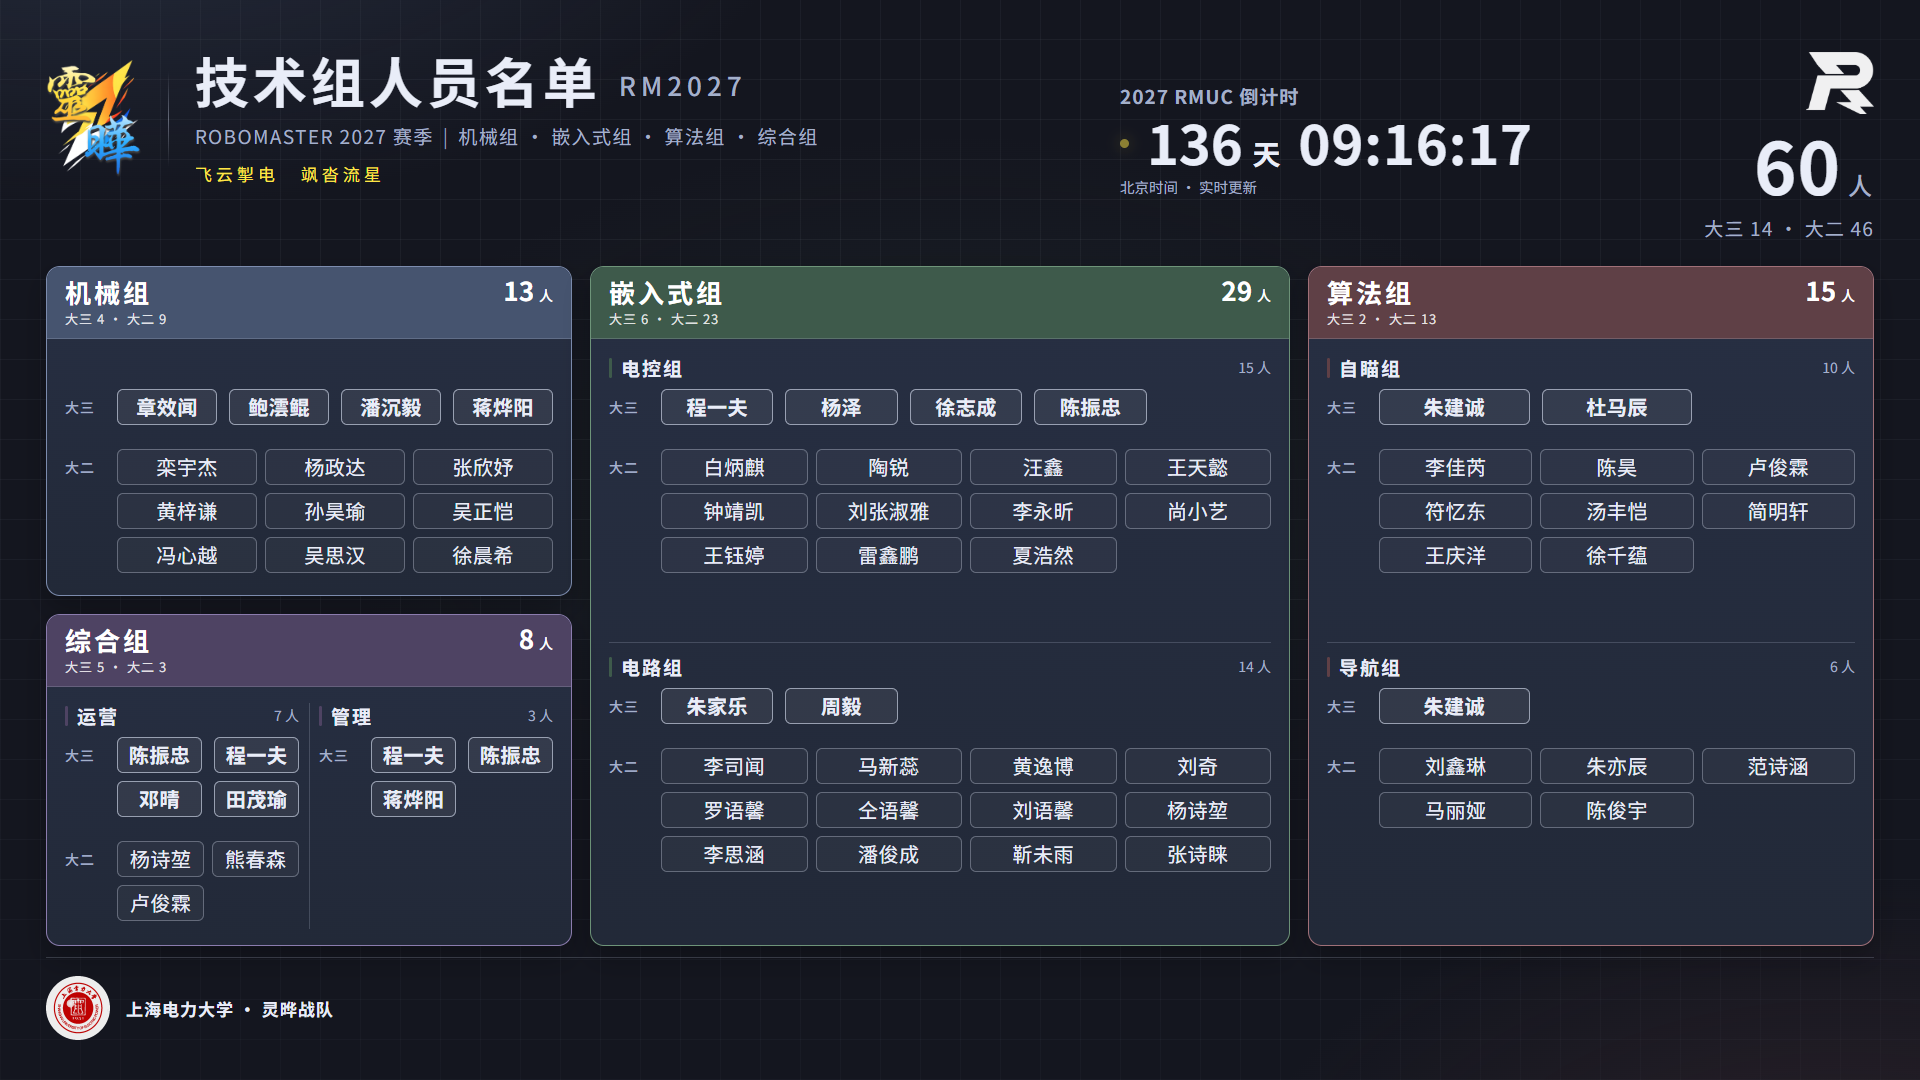 靈晔
技术组人员名单 RM2027
ROBOMASTER 2027 赛季 | 机械组 · 嵌入式组 · 算法组 · 综合组
飞云掣电 飒沓流星
2027 RMUC 倒计时
136 天 09:16:17
北京时间 · 实时更新
60 人
大三 14 · 大二 46
机械组 13 人
大三 4 · 大二 9
大三 章效闻 鲍澐鲲 潘沉毅 蒋烨阳
大二 栾宇杰 杨政达 张欣妤
黄梓谦 孙昊瑜 吴正恺
冯心越 吴思汉 徐晨希
综合组 8 人
大三 5 · 大二 3
运营 7 人
大三 陈振忠 程一夫
邓晴 田茂瑜
大二 杨诗堃 熊春森
卢俊霖
管理 3 人
大三 程一夫 陈振忠
蒋烨阳
嵌入式组 29 人
大三 6 · 大二 23
电控组 15 人
大三 程一夫 杨泽 徐志成 陈振忠
大二 白炳麒 陶锐 汪鑫 王天懿
钟靖凯 刘张淑雅 李永昕 尚小艺
王钰婷 雷鑫鹏 夏浩然
电路组 14 人
大三 朱家乐 周毅
大二 李司闻 马新蕊 黄逸博 刘奇
罗语馨 仝语馨 刘语馨 杨诗堃
李思涵 潘俊成 靳未雨 张诗睐
算法组 15 人
大三 2 · 大二 13
自瞄组 10 人
大三 朱建诚 杜马辰
大二 李佳芮 陈昊 卢俊霖
符忆东 汤丰恺 简明轩
王庆洋 徐千蕴
导航组 6 人
大三 朱建诚
大二 刘鑫琳 朱亦辰 范诗涵
马丽娅 陈俊宇
上海电力大学 · 灵晔战队